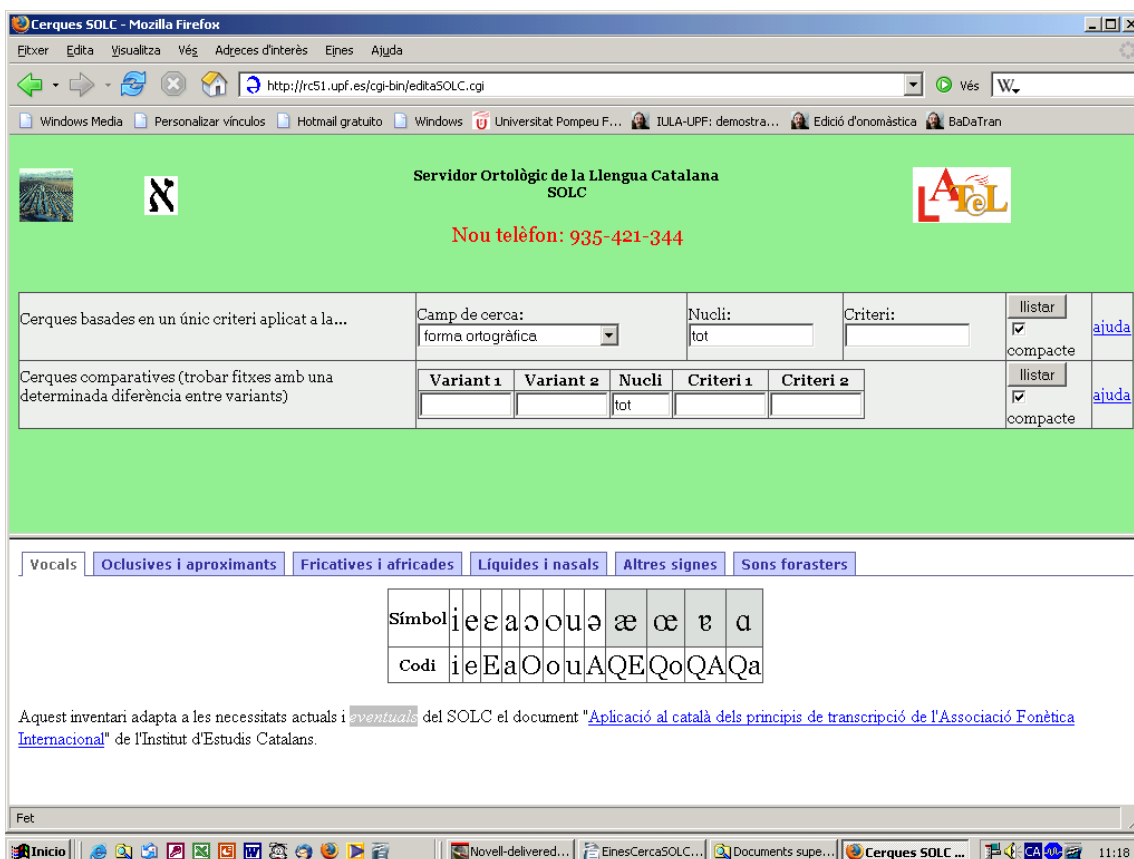 Cerques SOLC - Mozilla Firefox
Fitxer Edita Visualitza Vés Adreces d'interès Eines Ajuda
http://rc51.upf.es/cgi-bin/editaSOLC.cgi Vés W
Windows Media Personalizar vínculos Hotmail gratuito Windows Universitat Pompeu F... IULA-UPF: demostra... Edició d'onomàstica BaDaTran
Servidor Ortològic de la Llengua Catalana
SOLC
א
LATeL
Nou telèfon: 935-421-344
Cerques basades en un únic criteri aplicat a la...
Camp de cerca:
forma ortogràfica
Nucli:
tot
Criteri:
llistar
compacte
ajuda
Cerques comparatives (trobar fitxes amb una
determinada diferència entre variants)
Variant 1 Variant 2 Nucli Criteri 1 Criteri 2
tot
llistar
compacte
ajuda
Vocals Oclusives i aproximants Fricatives i africades Líquides i nasals Altres signes Sons forasters
Símbol i e ɛ a ɔ o u ə æ œ ɐ ɑ
Codi i e E a O o u A QE Qo QA Qa
Aquest inventari adapta a les necessitats actuals i eventuals del SOLC el document "Aplicació al català dels principis de transcripció de l'Associació Fonètica
Internacional" de l'Institut d'Estudis Catalans.
Fet
Inicio Novell-delivered... EinesCercaSOLC... Documents supe... Cerques SOLC ... CA 11:18